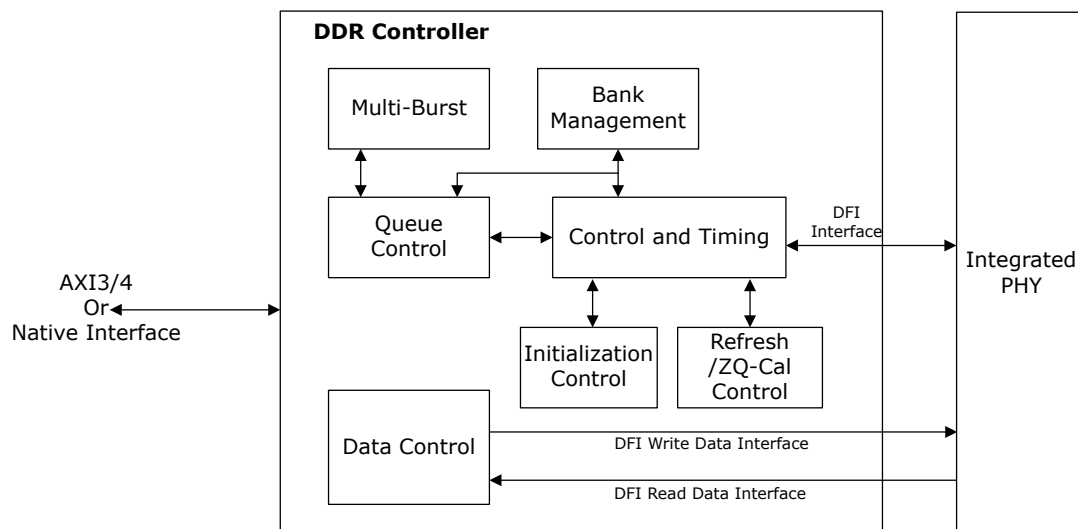 DDR Controller
Multi-Burst
Bank
Management
Queue
Control
Control and Timing
DFI
Interface
Integrated
PHY
AXI3/4
Or
Native Interface
Initialization
Control
Refresh
/ZQ-Cal
Control
Data Control
DFI Write Data Interface
DFI Read Data Interface